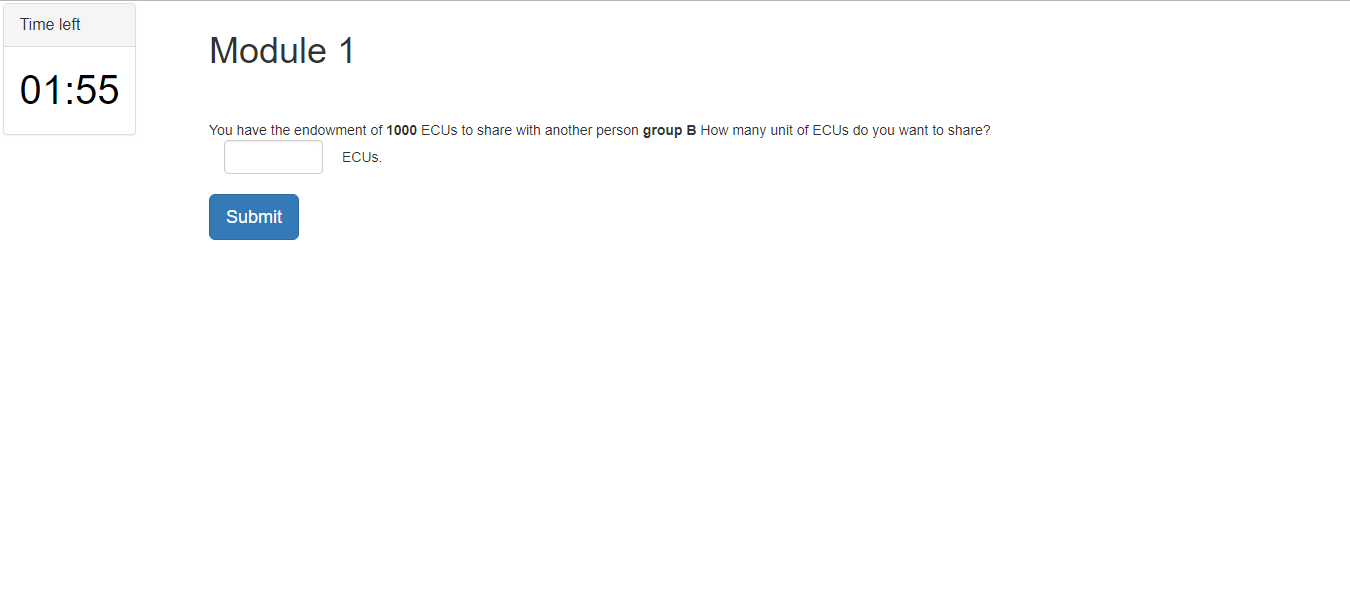 Time left
01:55
Module 1
You have the endowment of 1000 ECUs to share with another person group B How many unit of ECUs do you want to share?
ECUs.
Submit